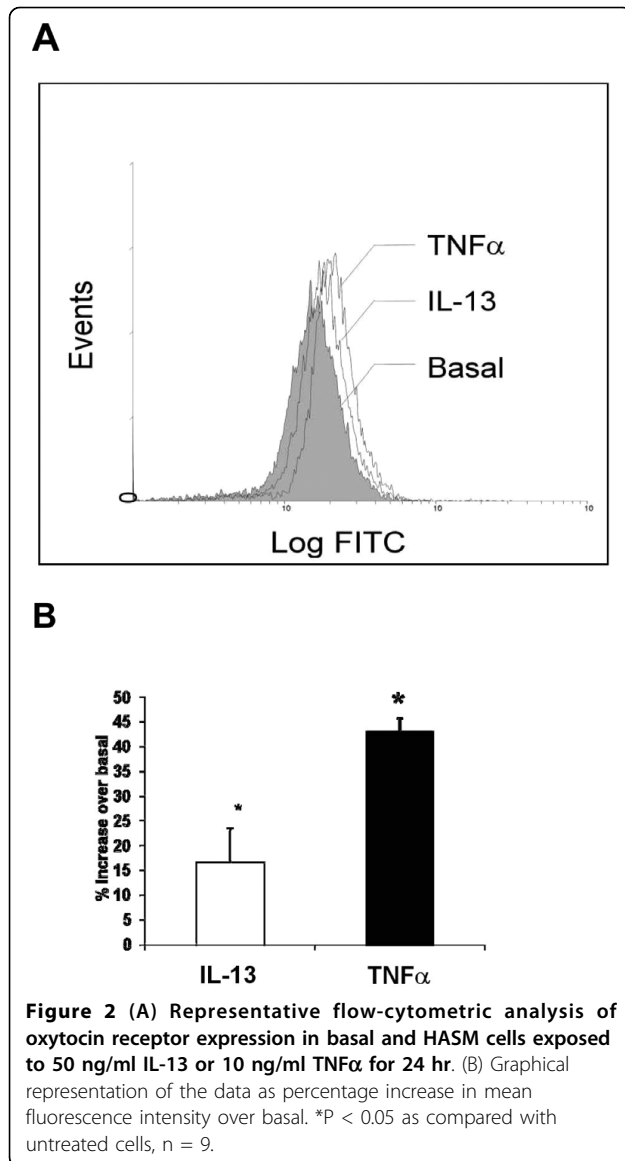 A
Events
TNFα
IL-13
Basal
0
10
10
10
Log FITC
B
% Increase over basal
50
45
40
35
30
25
20
15
10
5
0
*
*
IL-13
TNFα
Figure 2 (A) Representative flow-cytometric analysis of
oxytocin receptor expression in basal and HASM cells exposed
to 50 ng/ml IL-13 or 10 ng/ml TNFα for 24 hr. (B) Graphical
representation of the data as percentage increase in mean
fluorescence intensity over basal. *P < 0.05 as compared with
untreated cells, n = 9.